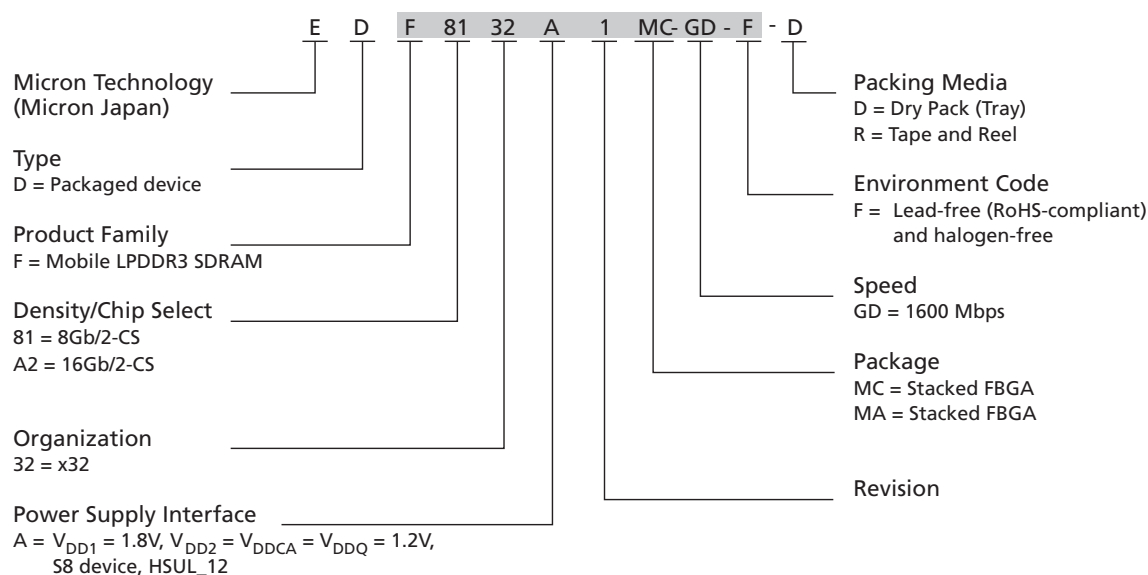 E D F 81 32 A 1 MC- GD - F - D
Micron Technology
(Micron Japan)
Type
D = Packaged device
Product Family
F = Mobile LPDDR3 SDRAM
Density/Chip Select
81 = 8Gb/2-CS
A2 = 16Gb/2-CS
Organization
32 = x32
Power Supply Interface
A = VDD1 = 1.8V, VDD2 = VDDCA = VDDQ = 1.2V,
S8 device, HSUL_12
Packing Media
D = Dry Pack (Tray)
R = Tape and Reel
Environment Code
F = Lead-free (RoHS-compliant)
and halogen-free
Speed
GD = 1600 Mbps
Package
MC = Stacked FBGA
MA = Stacked FBGA
Revision